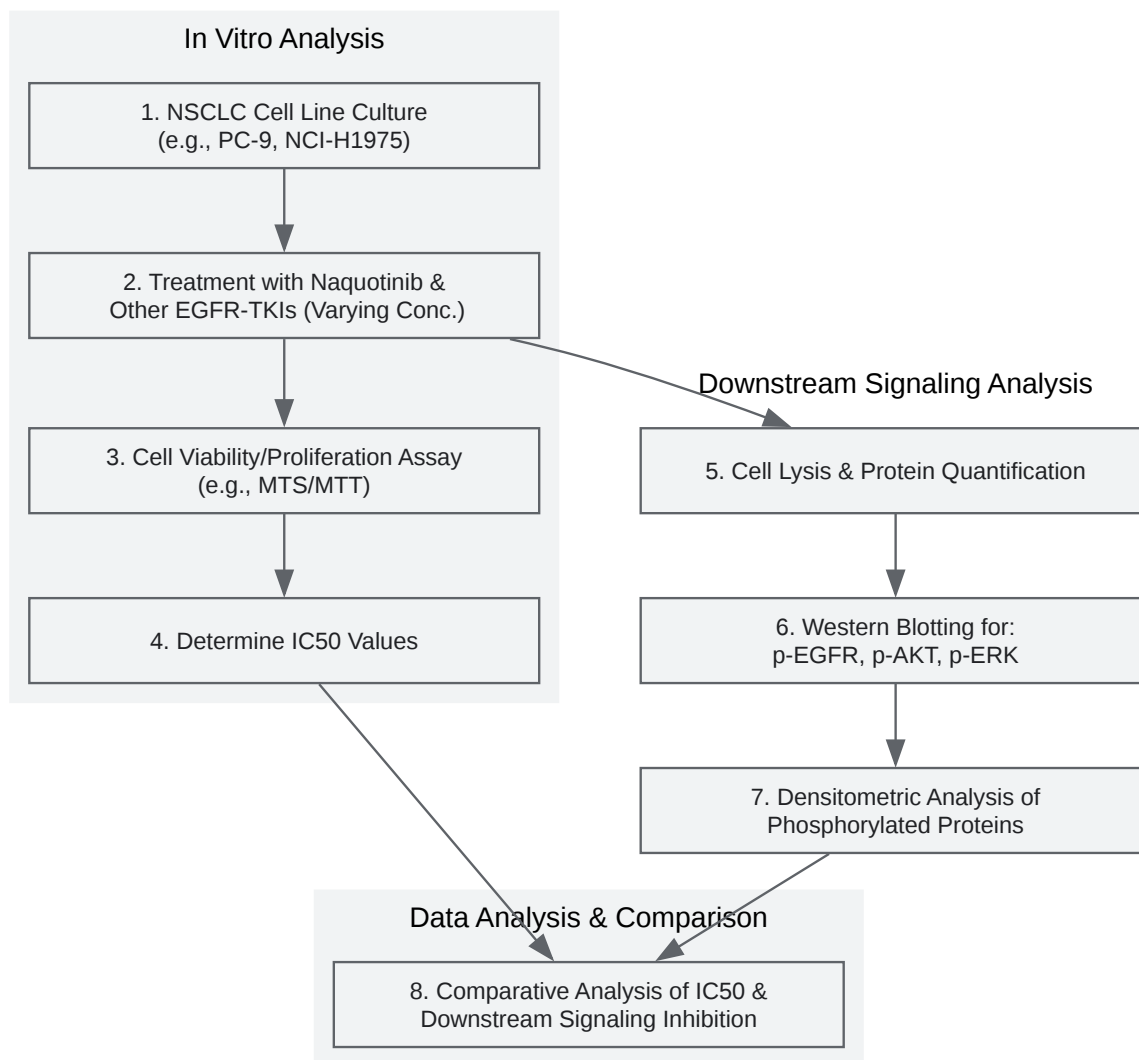 In Vitro Analysis
1. NSCLC Cell Line Culture
(e.g., PC-9, NCI-H1975)
2. Treatment with Naquotinib &
Other EGFR-TKIs (Varying Conc.)
3. Cell Viability/Proliferation Assay
(e.g., MTS/MTT)
4. Determine IC50 Values
Downstream Signaling Analysis
5. Cell Lysis & Protein Quantification
6. Western Blotting for:
p-EGFR, p-AKT, p-ERK
7. Densitometric Analysis of
Phosphorylated Proteins
Data Analysis & Comparison
8. Comparative Analysis of IC50 &
Downstream Signaling Inhibition